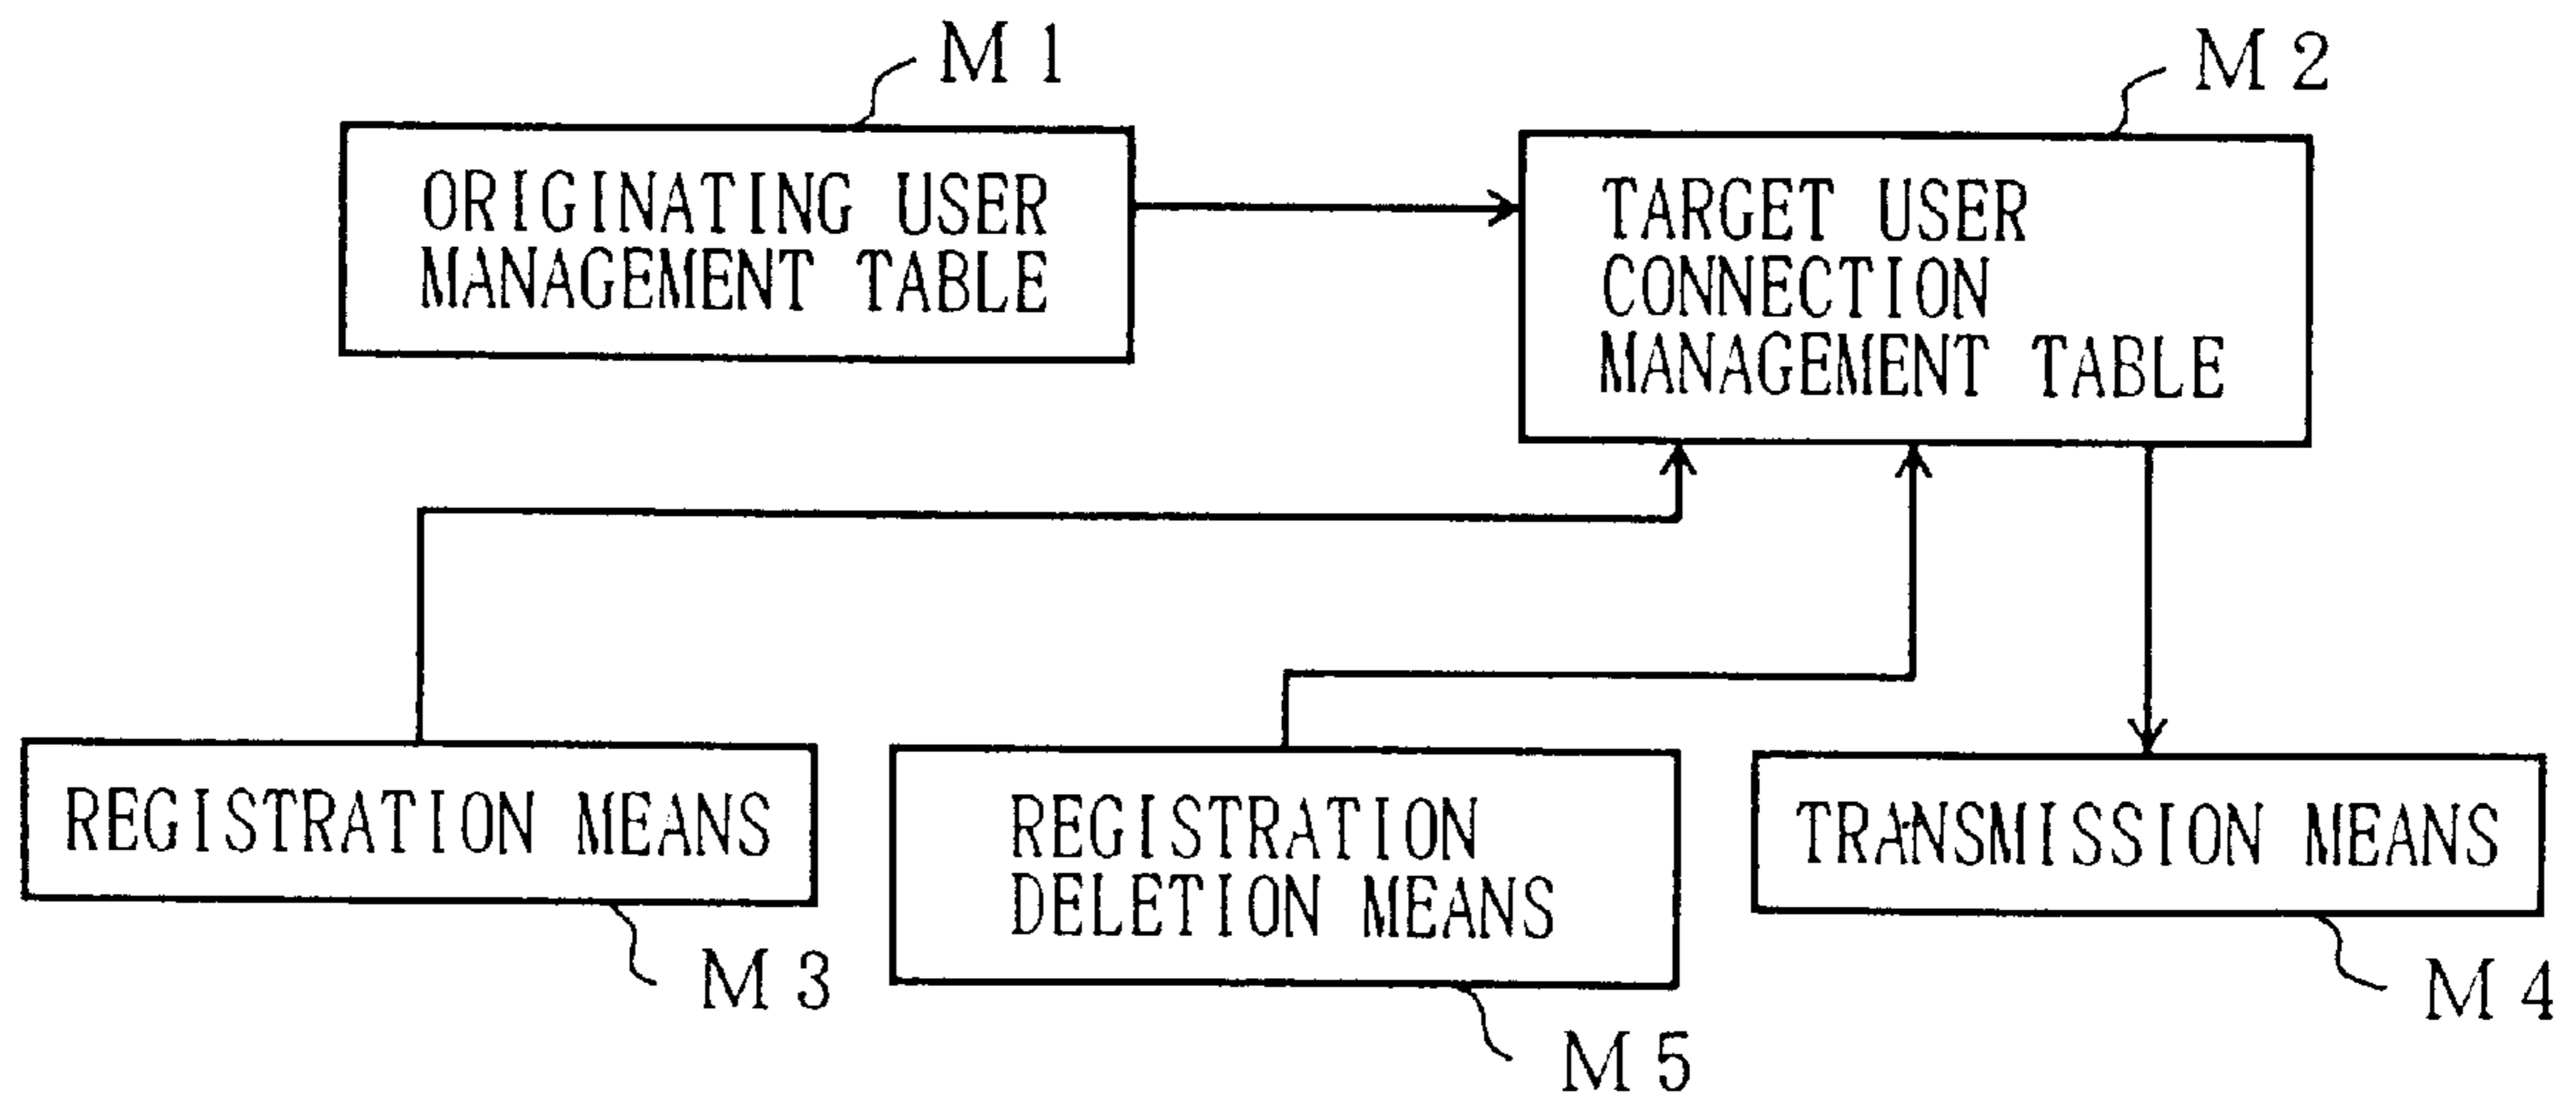 M1
M2
ORIGINATING USER
MANAGEMENT TABLE
TARGET USER
CONNECTION
MANAGEMENT TABLE
REGISTRATION MEANS
REGISTRATION
DELETION MEANS
TRANSMISSION MEANS
M3
M5
M4